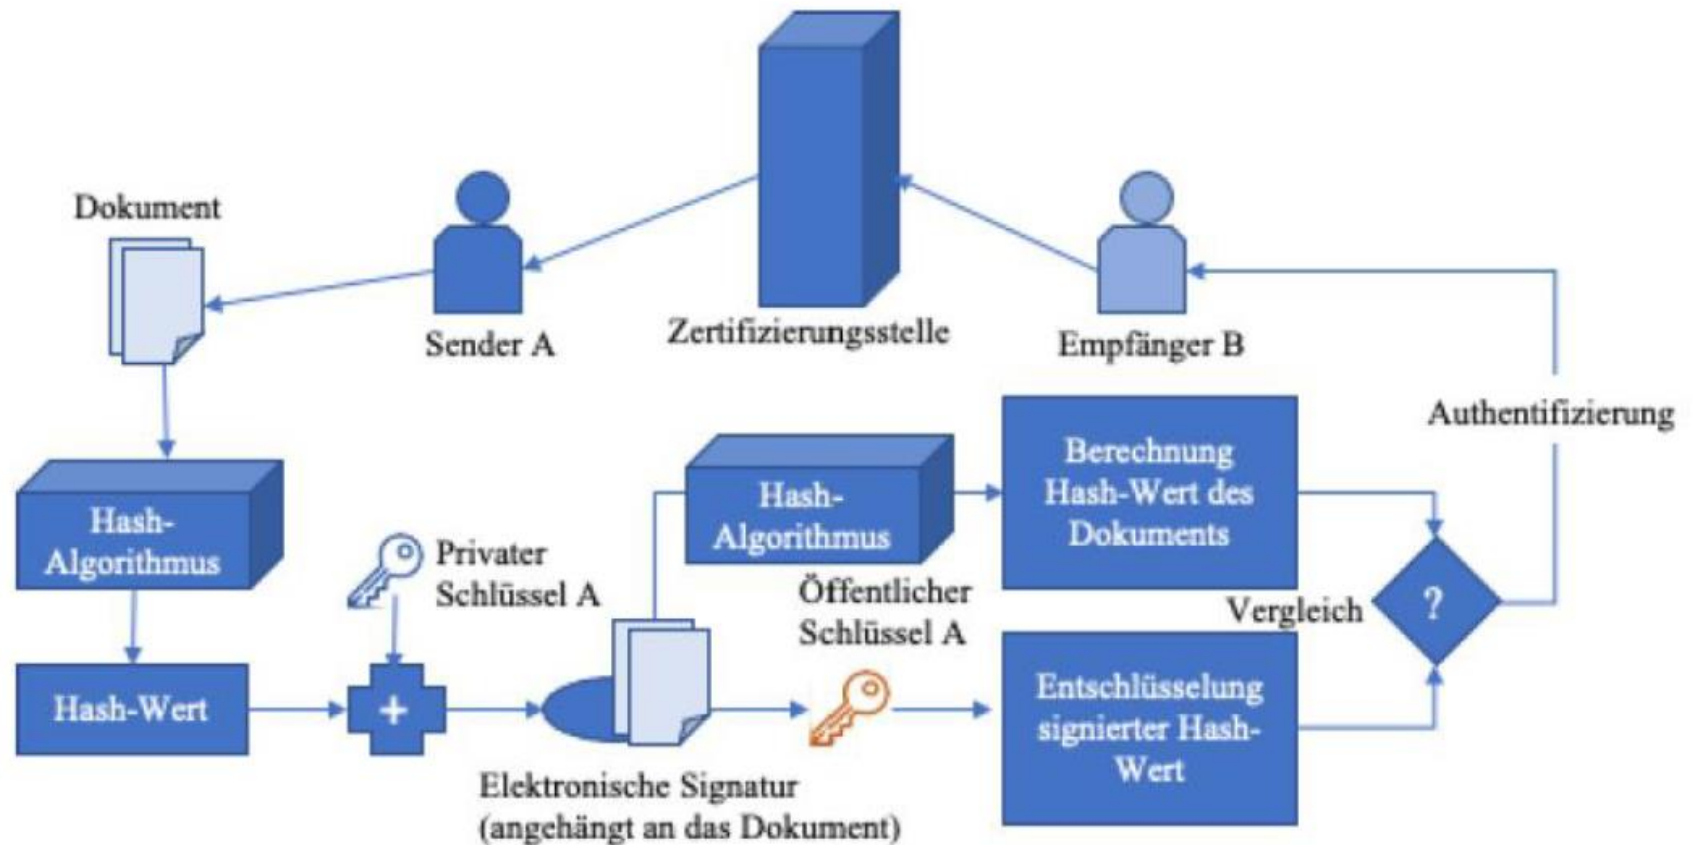 Dokument
Sender A
Zertifizierungsstelle
Empfänger B
Authentifizierung
Hash-
Algorithmus
Privater
Schlüssel A
Hash-Wert
+
Elektronische Signatur
(angehängt an das Dokument)
Hash-
Algorithmus
Öffentlicher
Schlüssel A
Berechnung
Hash-Wert des
Dokuments
Vergleich
?
Entschlüsselung
signierter Hash-
Wert